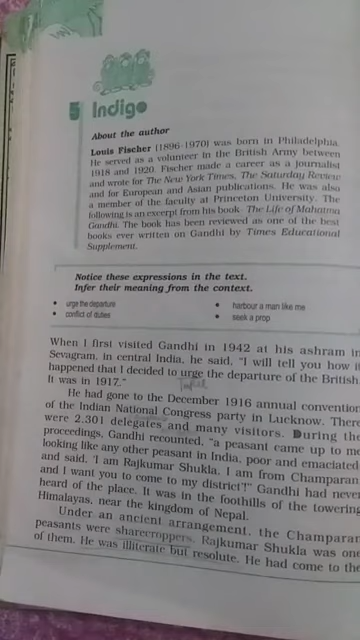 5 Indigo
About the author
Louis Fischer (1896-1970) was born in Philadelphia.
He served as a volunteer in the British Army between
1918 and 1920. Fischer made a career as a journalist
and wrote for The New York Times, The Saturday Review
and for European and Asian publications. He was also
a member of the faculty at Princeton University. The
following is an excerpt from his book- The Life of Mahatma
Gandhi. The book has been reviewed as one of the best
books ever written on Gandhi by Times Educational
Supplement.
Notice these expressions in the text.
Infer their meaning from the context.
• urge the departure
• harbour a man like me
• conflict of duties
• seek a prop
When I first visited Gandhi in 1942 at his ashram in
Sevagram, in central India, he said, "I will tell you how it
happened that I decided to urge the departure of the British
It was in 1917."
He had gone to the December 1916 annual convention
of the Indian National Congress party in Lucknow. There
were 2,301 delegates and many visitors. During the
proceedings, Gandhi recounted, "a peasant came up to me
looking like any other peasant in India, poor and emaciated
and said, 'I am Rajkumar Shukla. I am from Champaran
and I want you to come to my district'!" Gandhi had never
heard of the place. It was in the foothills of the towering
Himalayas, near the kingdom of Nepal.
Under an ancient arrangement, the Champaran
peasants were sharecroppers. Rajkumar Shukla was one
of them. He was illiterate but resolute. He had come to the